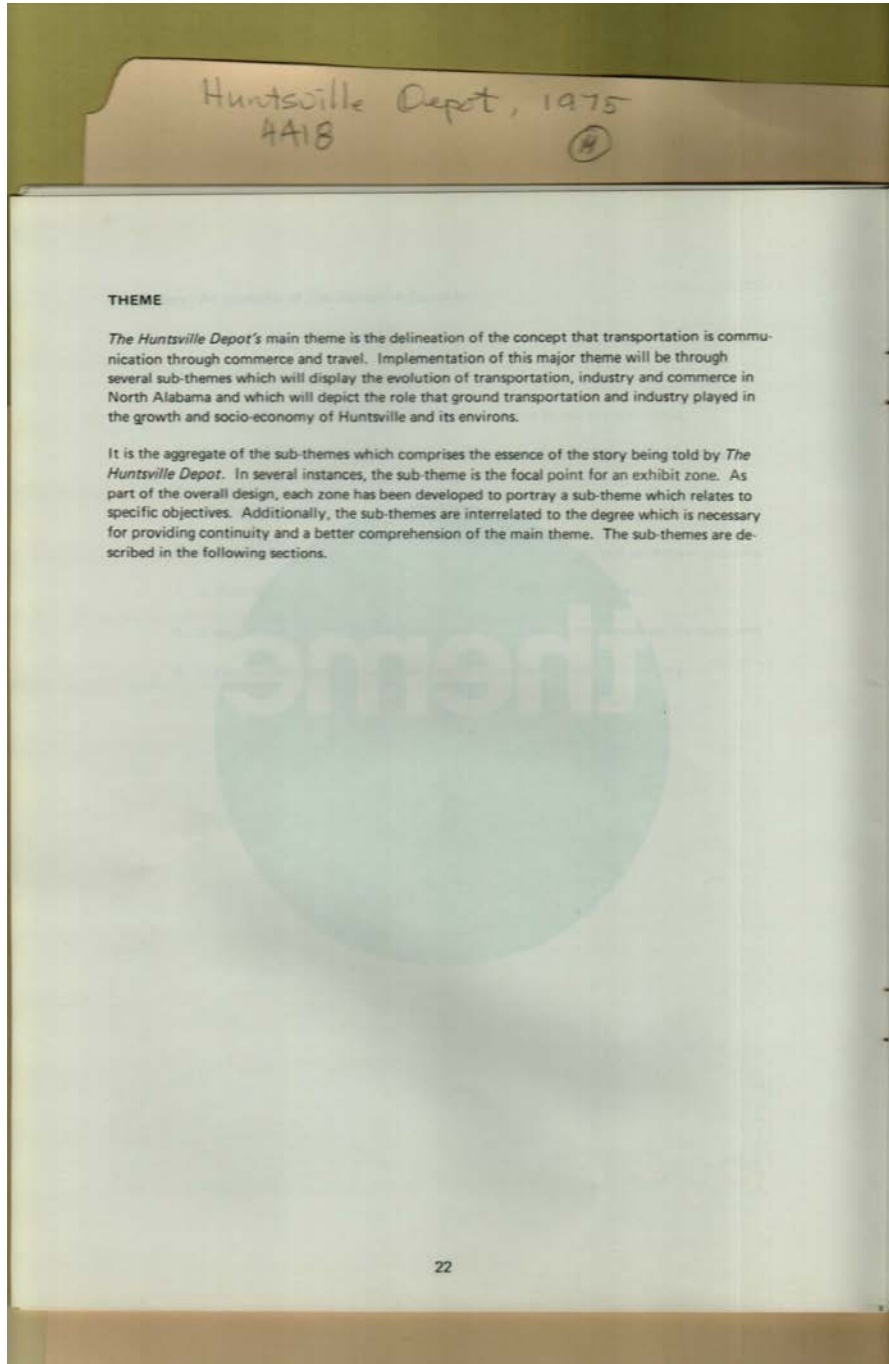 Huntsville Depot, 1975
4418
THEME
The Huntsville Depot's main theme is the delineation of the concept that transportation is commu-
nication through commerce and travel. Implementation of this major theme will be through
several sub-themes which will display the evolution of transportation, industry and commerce in
North Alabama and which will depict the role that ground transportation and industry played in
the growth and socio-economy of Huntsville and its environs.
It is the aggregate of the sub-themes which comprises the essence of the story being told by The
Huntsville Depot. In several instances, the sub-theme is the focal point for an exhibit zone. As
part of the overall design, each zone has been developed to portray a sub-theme which relates to
specific objectives. Additionally, the sub-themes are interrelated to the degree which is necessary
for providing continuity and a better comprehension of the main theme. The sub-themes are de-
scribed in the following sections.
theme
22